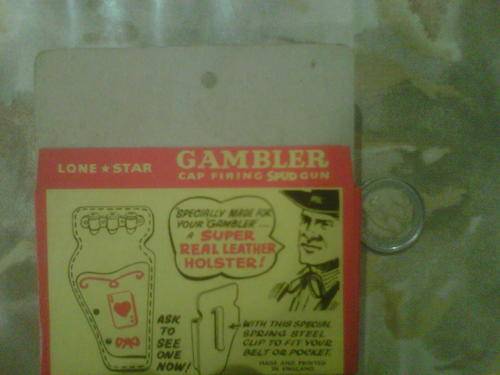 LONE ★ STAR GAMBLER
CAP FIRING SPUD GUN
SPECIALLY MADE FOR
YOUR GAMBLER...
A SUPER
REAL LEATHER
HOLSTER!
ASK
TO
SEE
ONE
NOW!
WITH THIS SPECIAL
SPRING STEEL
CLIP TO FIT YOUR
BELT OR POCKET.
MADE AND PRINTED
IN ENGLAND